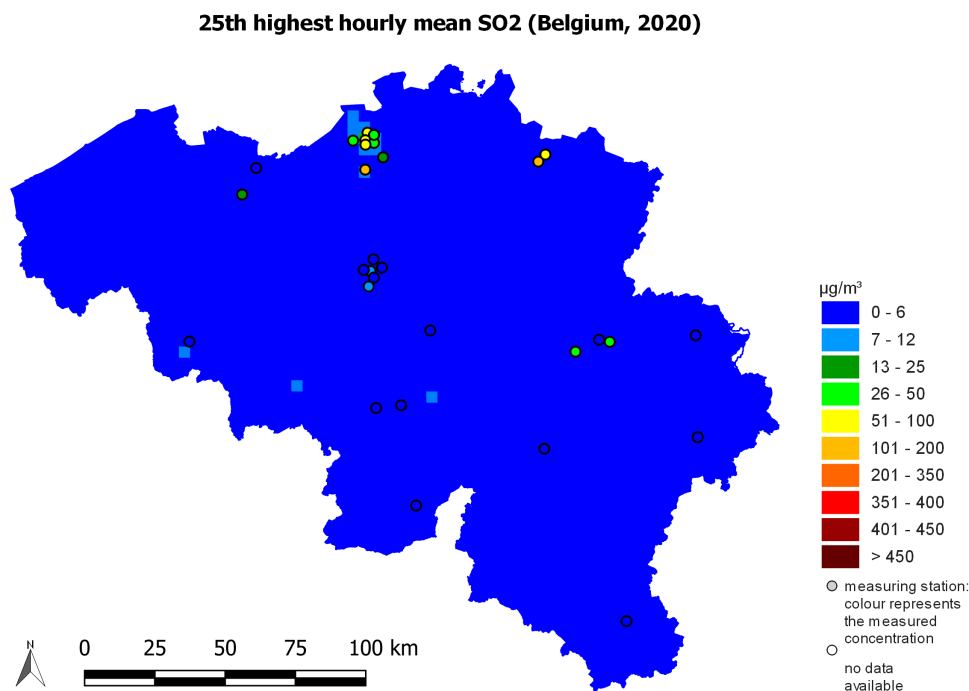 25th highest hourly mean SO2 (Belgium, 2020)
µg/m³
0 - 6
7 - 12
13 - 25
26 - 50
51 - 100
101 - 200
201 - 350
351 - 400
401 - 450
> 450
measuring station:
colour represents
the measured
concentration
no data
available
N
0 25 50 75 100 km